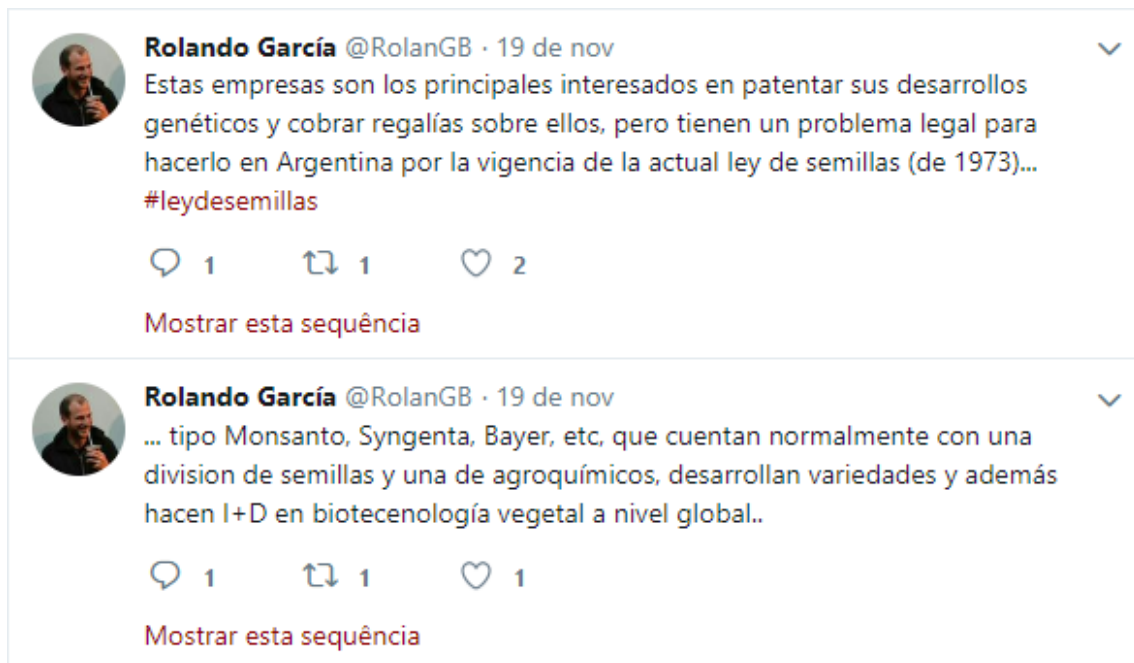 Rolando García @RolanGB · 19 de nov
Estas empresas son los principales interesados en patentar sus desarrollos
genéticos y cobrar regalías sobre ellos, pero tienen un problema legal para
hacerlo en Argentina por la vigencia de la actual ley de semillas (de 1973)...
#leydesemillas
1 1 2
Mostrar esta sequência
Rolando García @RolanGB · 19 de nov
... tipo Monsanto, Syngenta, Bayer, etc, que cuentan normalmente con una
division de semillas y una de agroquímicos, desarrollan variedades y además
hacen I+D en biotecenología vegetal a nivel global..
1 1 1
Mostrar esta sequência